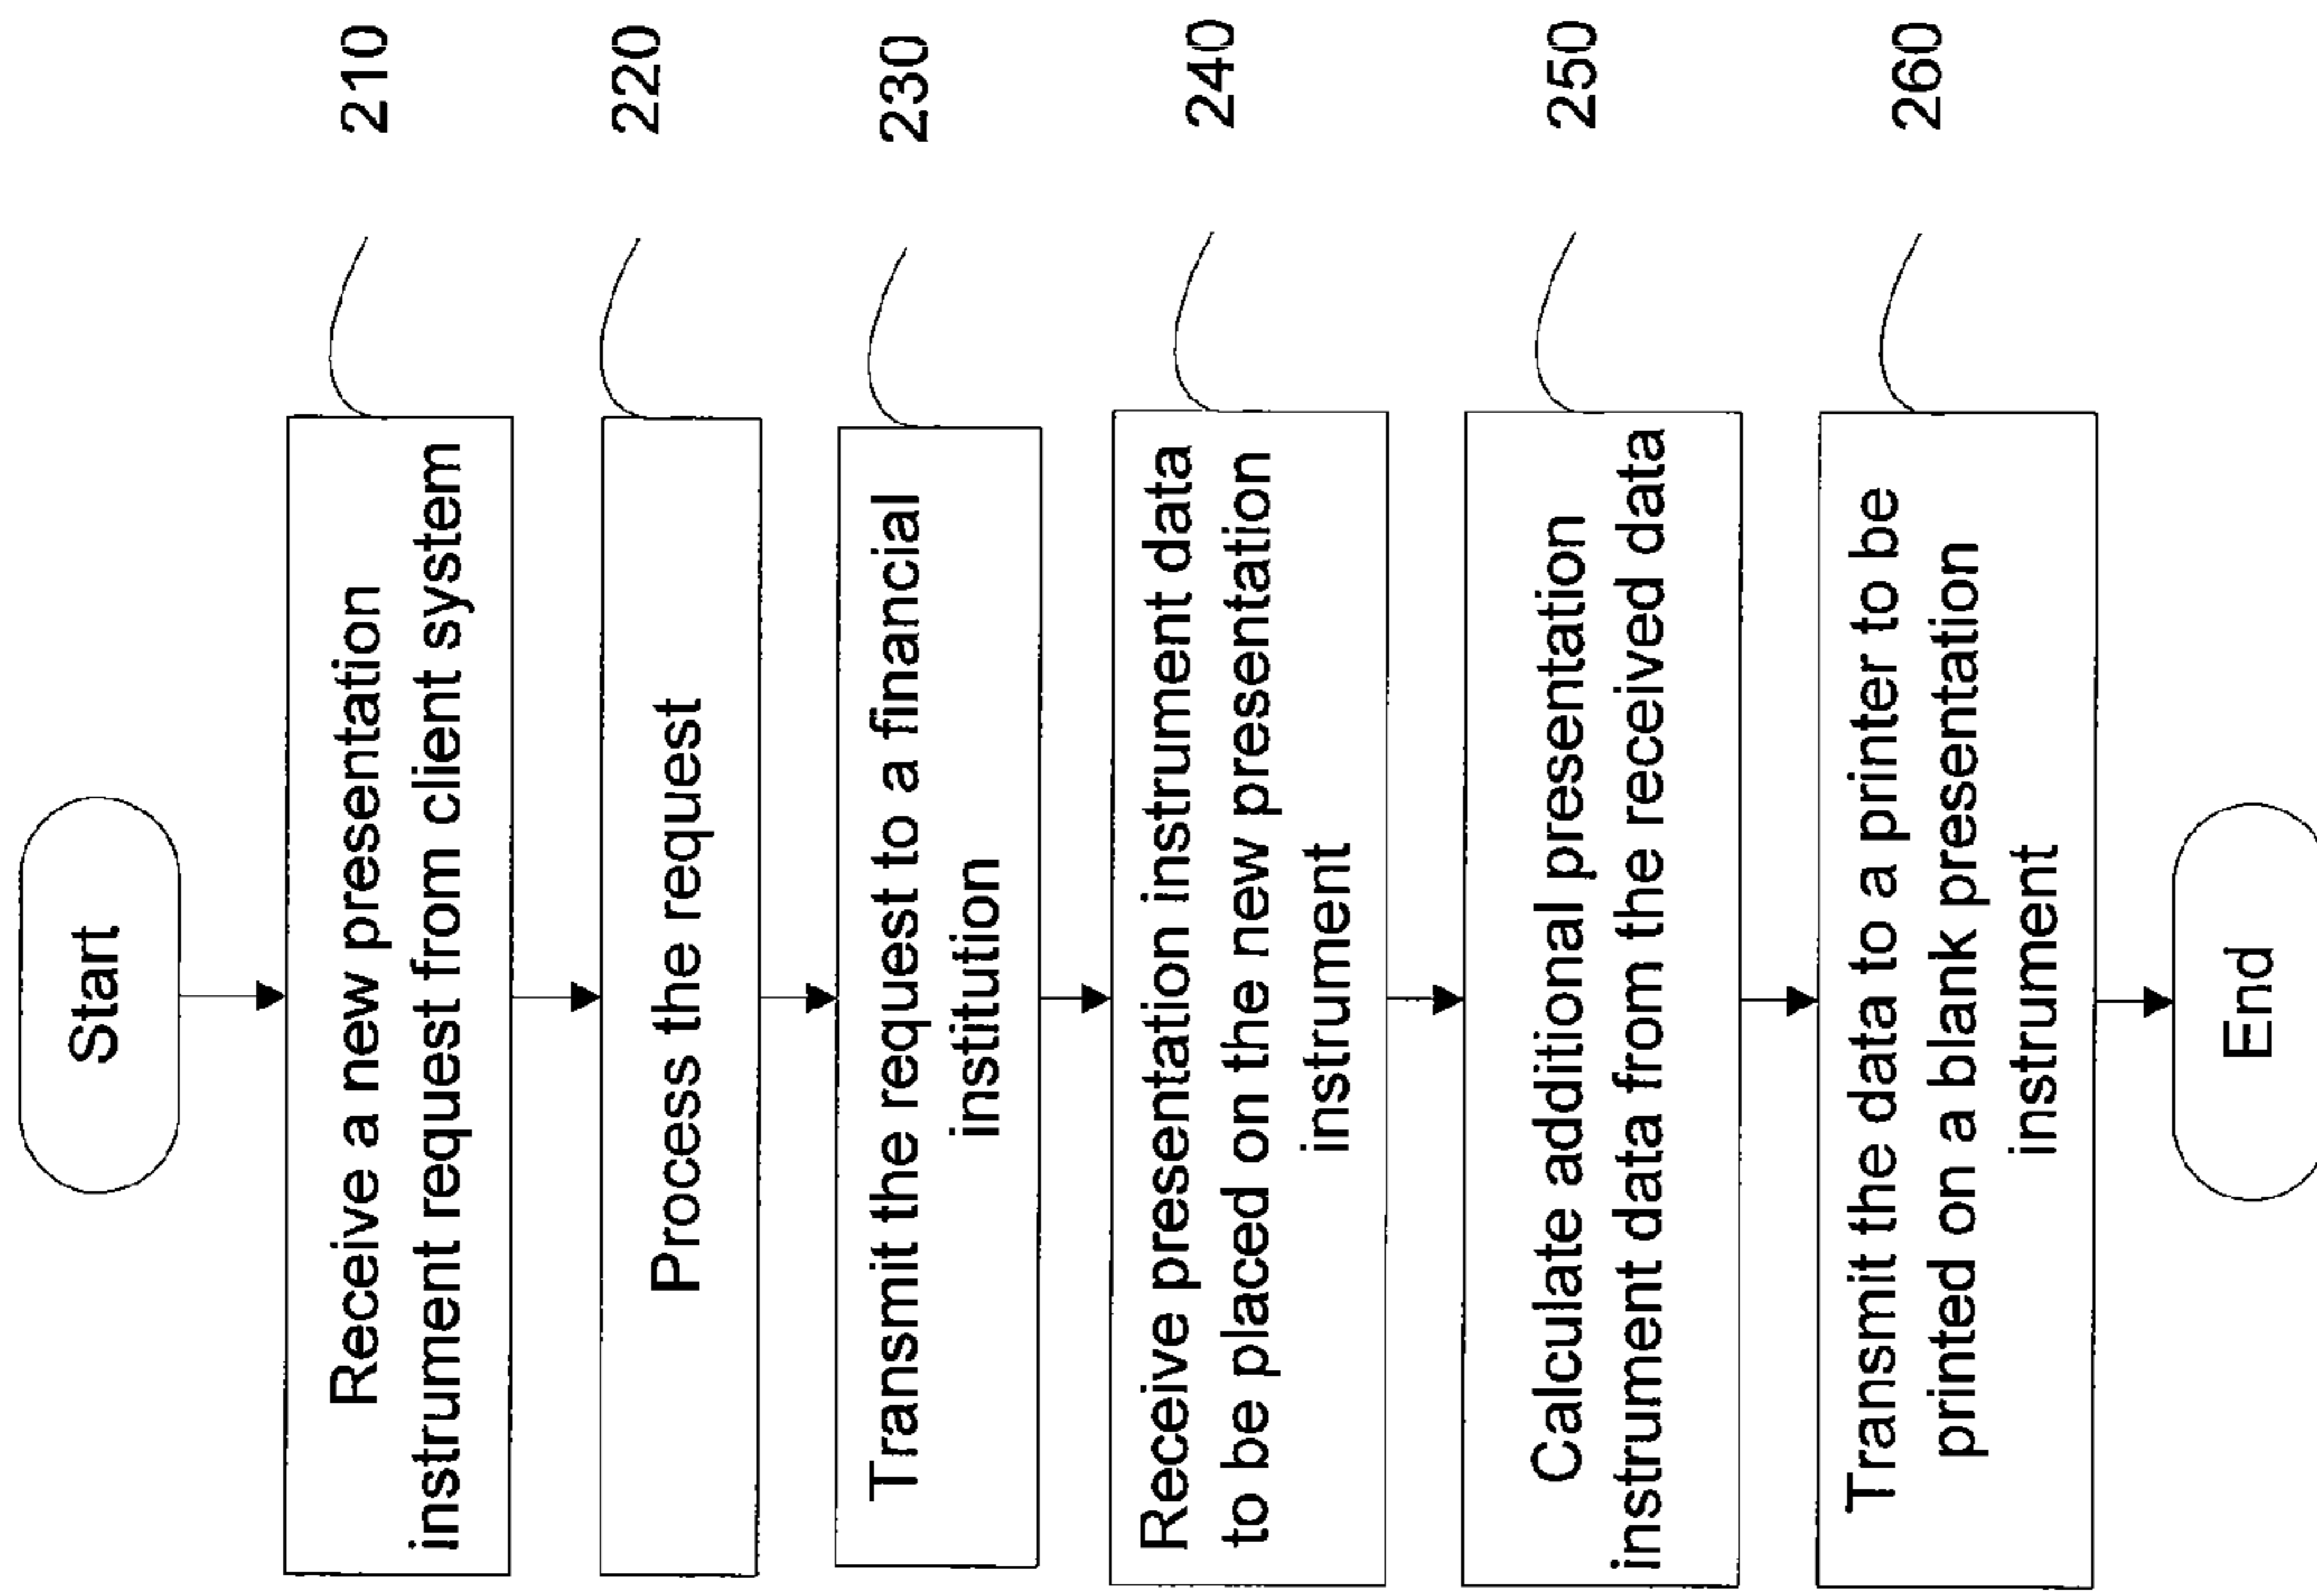 Start
Receive a new presentation
instrument request from client system
210
Process the request
220
Transmit the request to a financial
institution
230
Receive presentation instrument data
to be placed on the new presentation
instrument
240
Calculate additional presentation
instrument data from the received data
250
Transmit the data to a printer to be
printed on a blank presentation
instrument
260
End